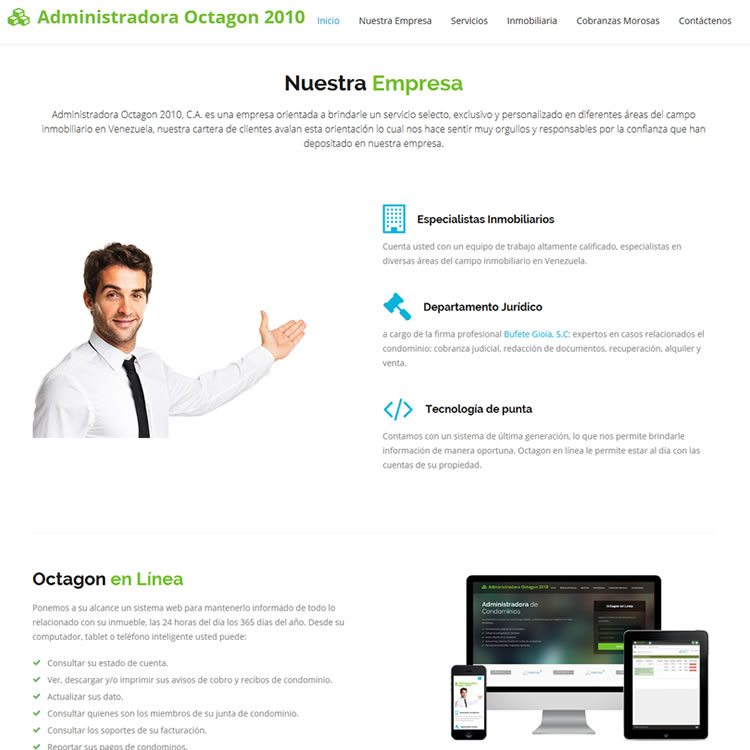 Administradora Octagon 2010
Inicio Nuestra Empresa Servicios Inmobiliaria Cobranzas Morosas Contáctenos
Nuestra Empresa
Administradora Octagon 2010, C.A. es una empresa orientada a brindarle un servicio selecto, exclusivo y personalizado en diferentes áreas del campo
inmobiliario en Venezuela, nuestra cartera de clientes avalan esta orientación lo cual nos hace sentir muy orgullos y responsables por la confianza que han
depositado en nuestra empresa.
Especialistas Inmobiliarios
Cuenta usted con un equipo de trabajo altamente calificado, especialistas en
diversas áreas del campo inmobiliario en Venezuela.
Departamento Jurídico
a cargo de la firma profesional Bufete Gioia, S.C: expertos en casos relacionados el
condominio: cobranza judicial, redacción de documentos, recuperación, alquiler y
venta.
Tecnología de punta
Contamos con un sistema de última generación, lo que nos permite brindarle
información de manera oportuna. Octagon en línea le permite estar al día con las
cuentas de su propiedad.
Octagon en Línea
Ponemos a su alcance un sistema web para mantenerlo informado de todo lo
relacionado con su inmueble, las 24 horas del día los 365 días del año. Desde su
computador, tablet o teléfono inteligente usted puede:
Consultar su estado de cuenta.
Ver, descargar y/o imprimir sus avisos de cobro y recibos de condominio.
Actualizar sus dato.
Consultar quienes son los miembros de su junta de condominio.
Consultar los soportes de su facturación.
Reportar sus pagos de condominos.
Administradora Octagon 2010
Administradora de
Condominios
Octagon en Línea